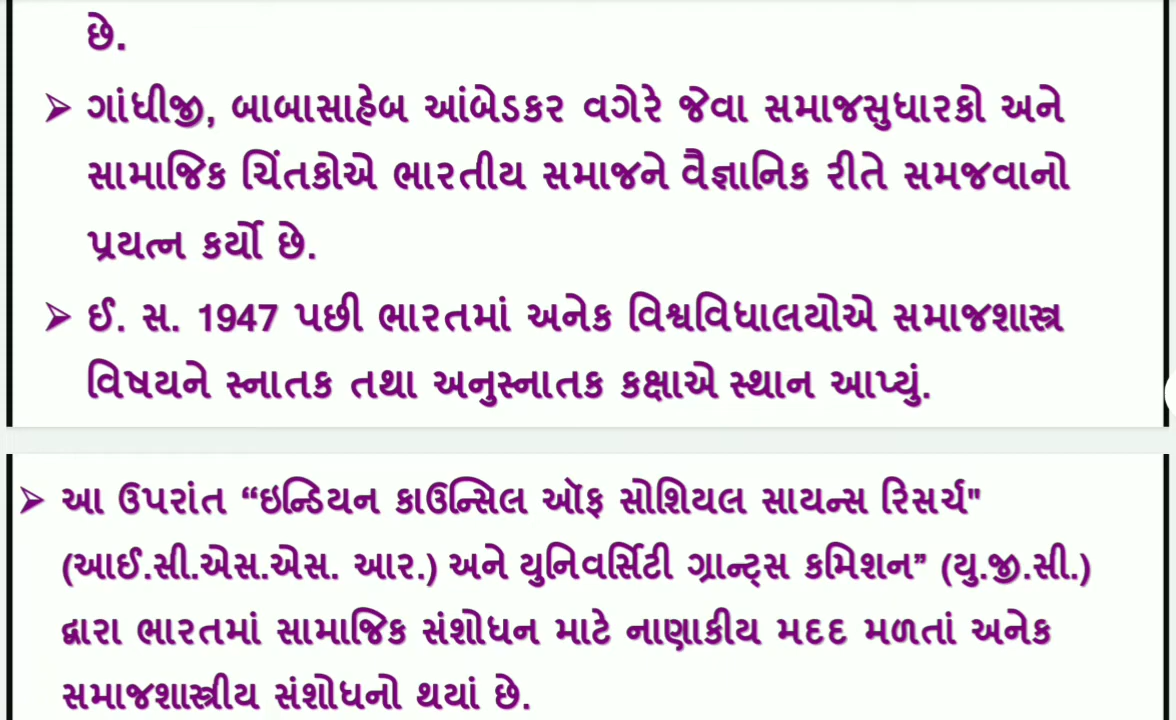 છે.
➢ ગાંધીજી, બાબાસાહેબ આંબેડકર વગેરે જેવા સમાજસુધારકો અને
સામાજિક ચિંતકોએ ભારતીય સમાજને વૈજ્ઞાનિક રીતે સમજવાનો
પ્રયત્ન કર્યો છે.
➢ ઈ. સ. 1947 પછી ભારતમાં અનેક વિશ્વવિધાલયોએ સમાજશાસ્ત્ર
વિષયને સ્નાતક તથા અનુસ્નાતક કક્ષાએ સ્થાન આપ્યું.
➢ આ ઉપરાંત “ઇન્ડિયન કાઉન્સિલ ઑફ સોશિયલ સાયન્સ રિસર્ચ"
(આઈ.સી.એસ.એસ. આર.) અને યુનિવર્સિટી ગ્રાન્ટ્સ કમિશન” (યુ.જી.સી.)
દ્વારા ભારતમાં સામાજિક સંશોધન માટે નાણાકીય મદદ મળતાં અનેક
સમાજશાસ્ત્રીય સંશોધનો થયાં છે.